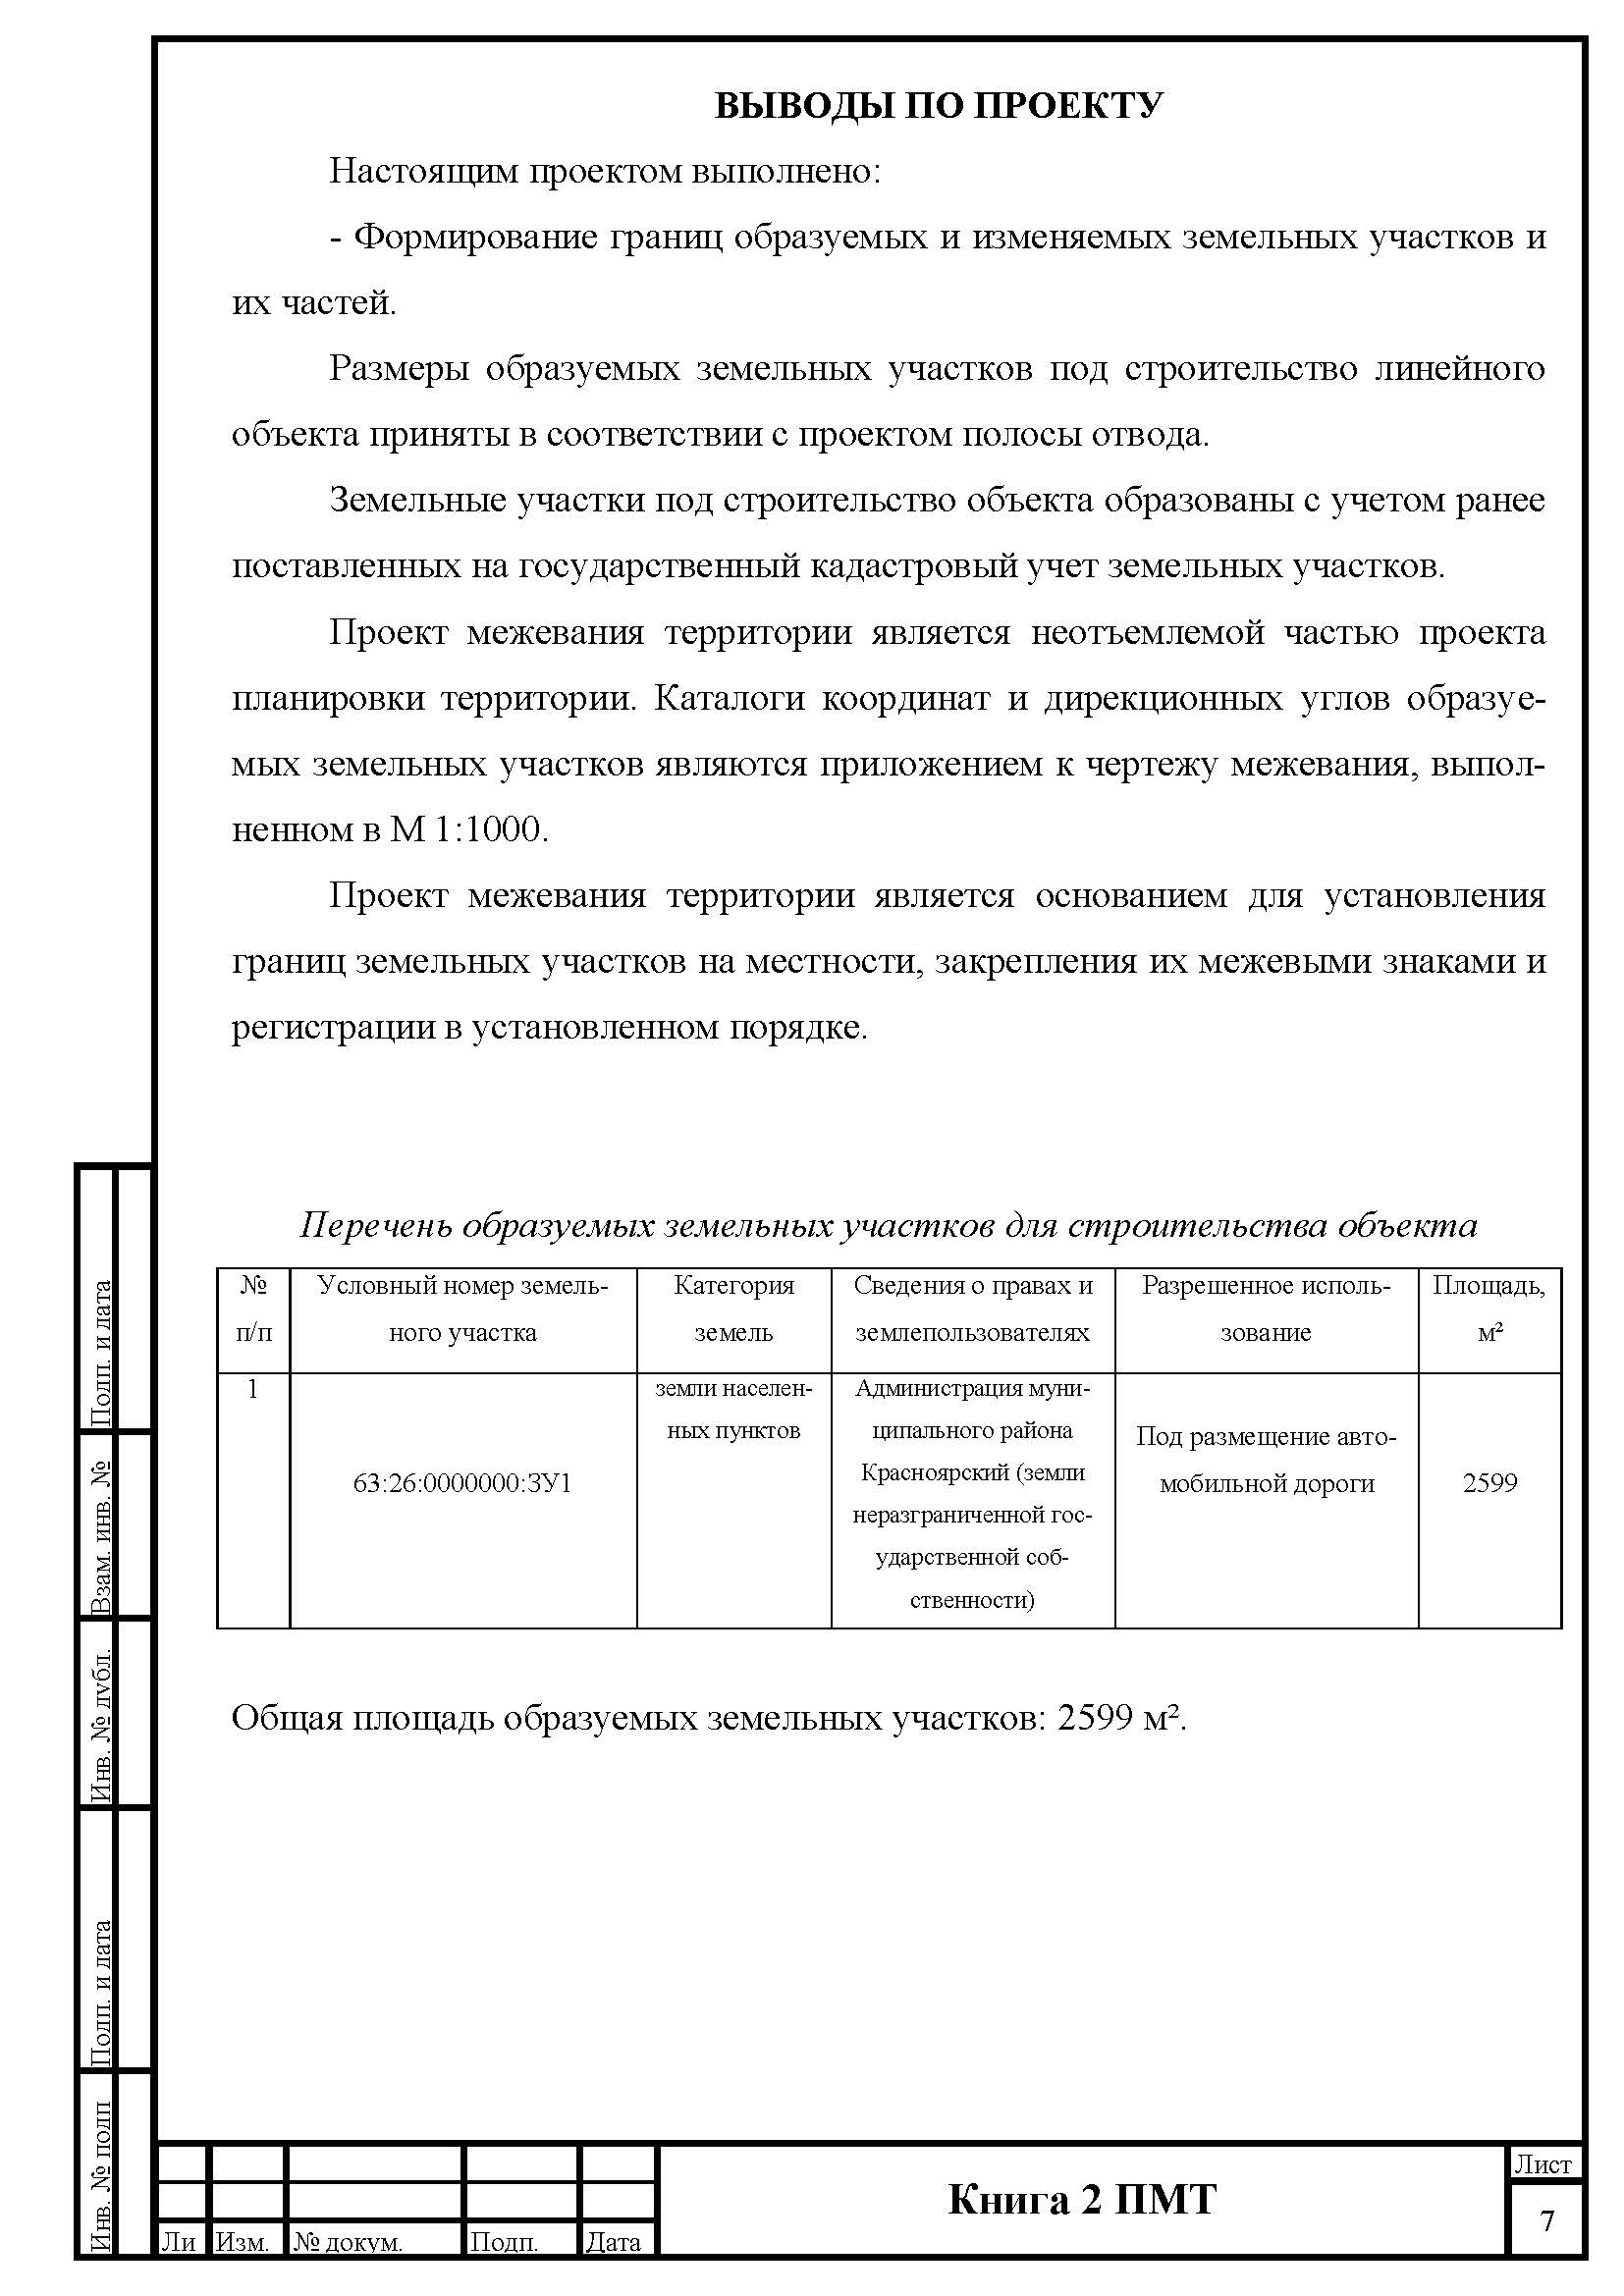 ВЫВОДЫ ПО ПРОЕКТУ
Настоящим проектом выполнено:
- Формирование границ образуемых и изменяемых земельных участков и
их частей.
Размеры образуемых земельных участков под строительство линейного
объекта приняты в соответствии с проектом полосы отвода.
Земельные участки под строительство объекта образованы с учетом ранее
поставленных на государственный кадастровый учет земельных участков.
Проект межевания территории является неотъемлемой частью проекта
планировки территории. Каталоги координат и дирекционных углов образуе-
мых земельных участков являются приложением к чертежу межевания, выпол-
ненном в М 1:1000.
Проект межевания территории является основанием для установления
границ земельных участков на местности, закрепления их межевыми знаками и
регистрации в установленном порядке.
Перечень образуемых земельных участков для строительства объекта
№
п/п
Условный номер земель-
ного участка
Категория
земель
Сведения о правах и
землепользователях
Разрешенное исполь-
зование
Площадь,
м²
1
63:26:0000000:ЗУ1
земли населен-
ных пунктов
Администрация муни-
ципального района
Красноярский (земли
неразграниченной гос-
ударственной соб-
ственности)
Под размещение авто-
мобильной дороги
2599
Общая площадь образуемых земельных участков: 2599 м².
Подп. и дата
Взам. инв. №
Инв. № дубл.
Подп. и дата
Инв. № подп
Ли
Изм.
№ докум.
Подп.
Дата
Книга 2 ПМТ
Лист
7